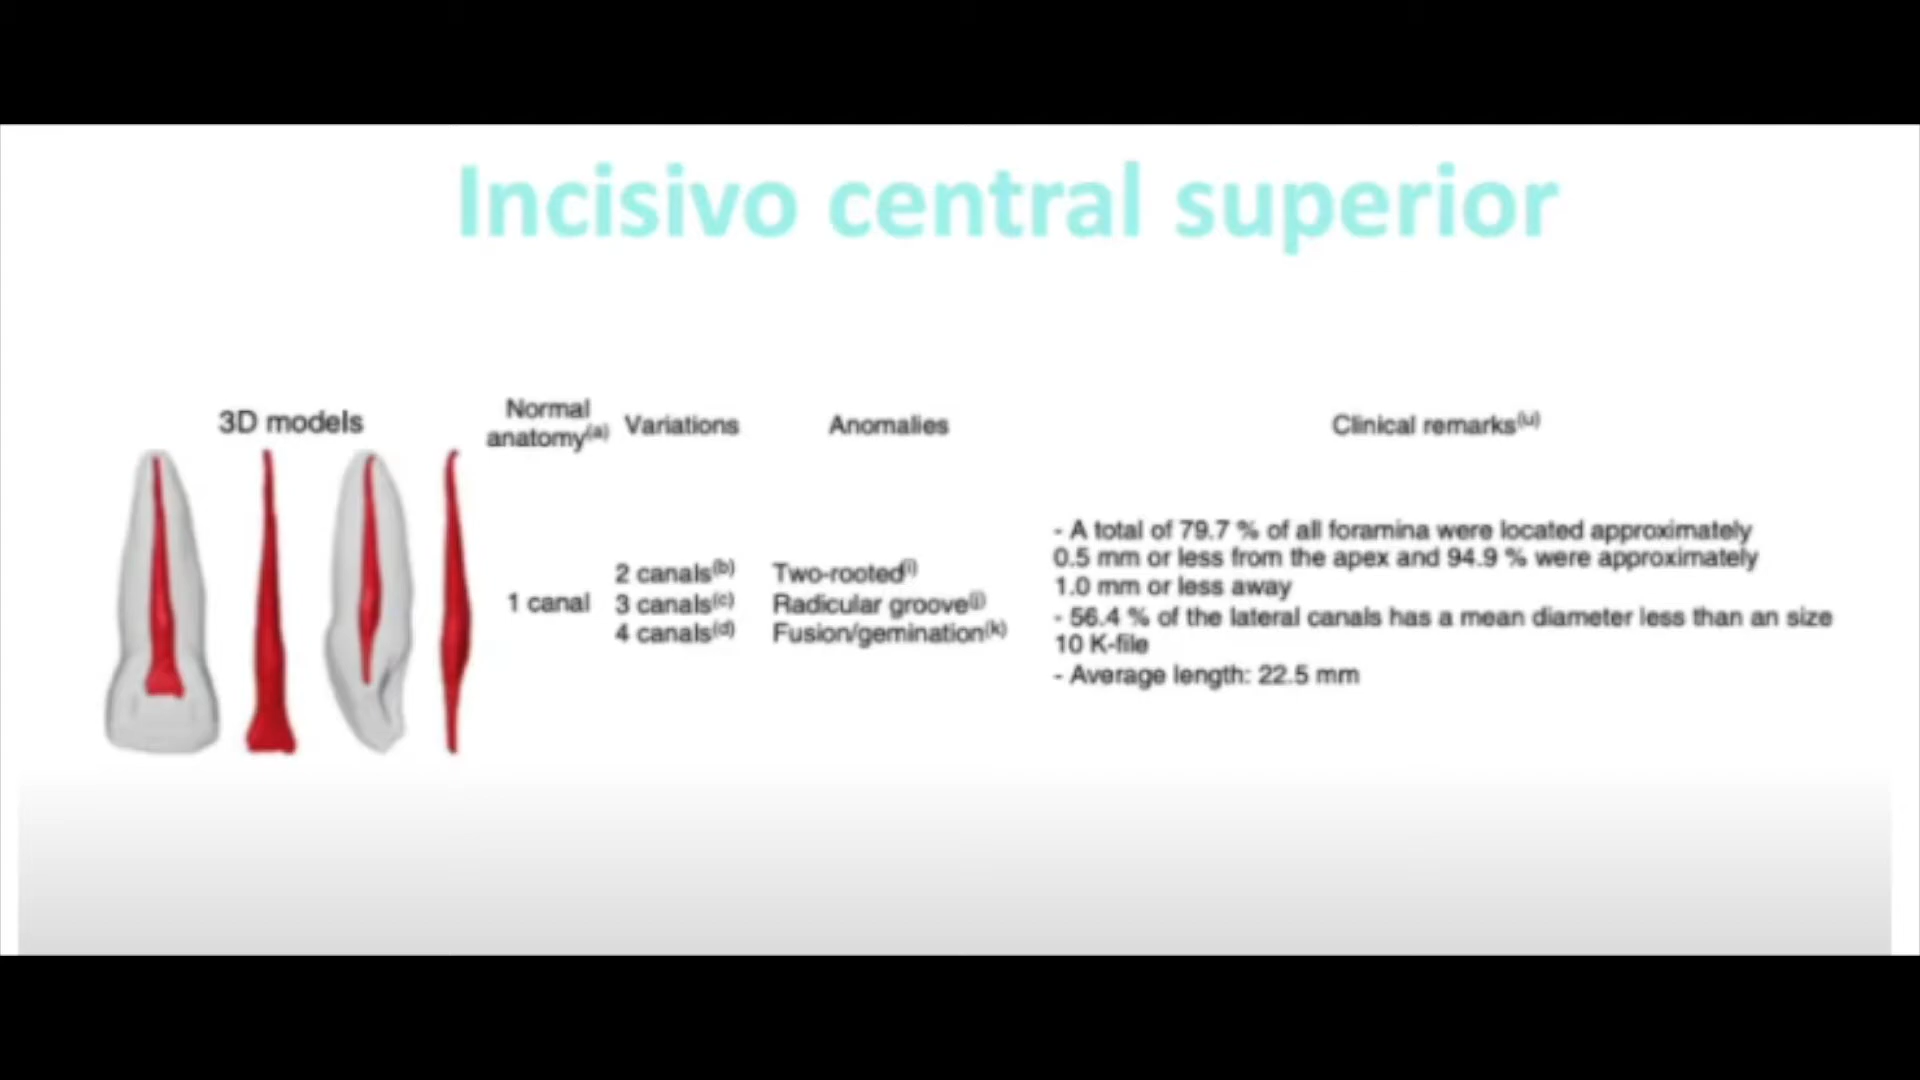 Incisivo central superior
3D models
Normal
anatomy(a)
Variations
Anomalies
Clinical remarks(u)
1 canal
2 canals(b)
3 canals(c)
4 canals(d)
Two-rooted(i)
Radicular groove(j)
Fusion/gemination(k)
- A total of 79.7 % of all foramina were located approximately
0.5 mm or less from the apex and 94.9 % were approximately
1.0 mm or less away
- 56.4 % of the lateral canals has a mean diameter less than an size
10 K-file
- Average length: 22.5 mm